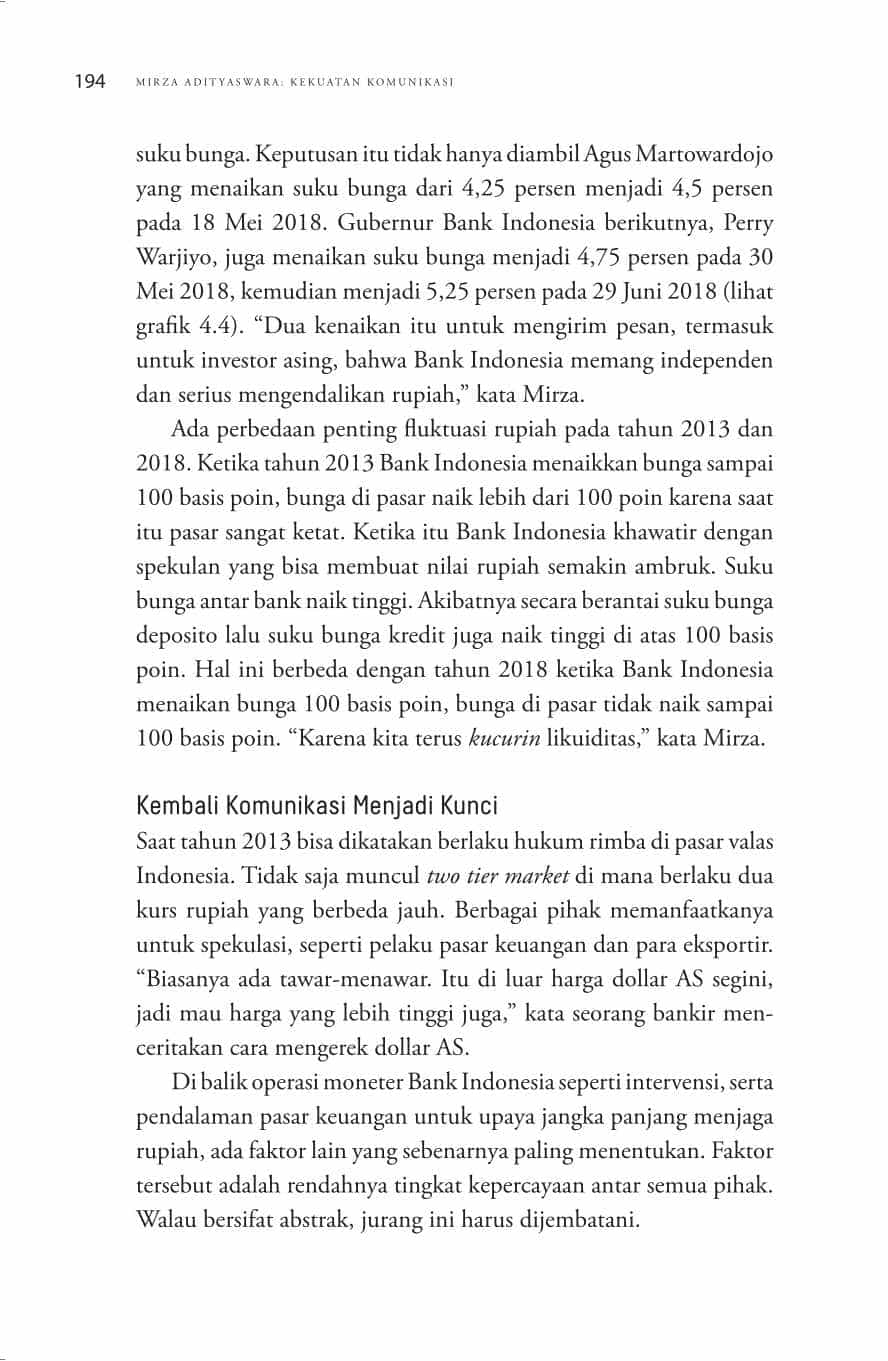 194 MIRZA ADITYASWARA: KEKUATAN KOMUNIKASI
suku bunga. Keputusan itu tidak hanya diambil Agus Martowardojo
yang menaikan suku bunga dari 4,25 persen menjadi 4,5 persen
pada 18 Mei 2018. Gubernur Bank Indonesia berikutnya, Perry
Warjiyo, juga menaikan suku bunga menjadi 4,75 persen pada 30
Mei 2018, kemudian menjadi 5,25 persen pada 29 Juni 2018 (lihat
grafik 4.4). “Dua kenaikan itu untuk mengirim pesan, termasuk
untuk investor asing, bahwa Bank Indonesia memang independen
dan serius mengendalikan rupiah,” kata Mirza.
Ada perbedaan penting fluktuasi rupiah pada tahun 2013 dan
2018. Ketika tahun 2013 Bank Indonesia menaikkan bunga sampai
100 basis poin, bunga di pasar naik lebih dari 100 poin karena saat
itu pasar sangat ketat. Ketika itu Bank Indonesia khawatir dengan
spekulan yang bisa membuat nilai rupiah semakin ambruk. Suku
bunga antar bank naik tinggi. Akibatnya secara berantai suku bunga
deposito lalu suku bunga kredit juga naik tinggi di atas 100 basis
poin. Hal ini berbeda dengan tahun 2018 ketika Bank Indonesia
menaikan bunga 100 basis poin, bunga di pasar tidak naik sampai
100 basis poin. “Karena kita terus kucurin likuiditas,” kata Mirza.
Kembali Komunikasi Menjadi Kunci
Saat tahun 2013 bisa dikatakan berlaku hukum rimba di pasar valas
Indonesia. Tidak saja muncul two tier market di mana berlaku dua
kurs rupiah yang berbeda jauh. Berbagai pihak memanfaatkanya
untuk spekulasi, seperti pelaku pasar keuangan dan para eksportir.
“Biasanya ada tawar-menawar. Itu di luar harga dollar AS segini,
jadi mau harga yang lebih tinggi juga,” kata seorang bankir men-
ceritakan cara mengerek dollar AS.
Di balik operasi moneter Bank Indonesia seperti intervensi, serta
pendalaman pasar keuangan untuk upaya jangka panjang menjaga
rupiah, ada faktor lain yang sebenarnya paling menentukan. Faktor
tersebut adalah rendahnya tingkat kepercayaan antar semua pihak.
Walau bersifat abstrak, jurang ini harus dijembatani.